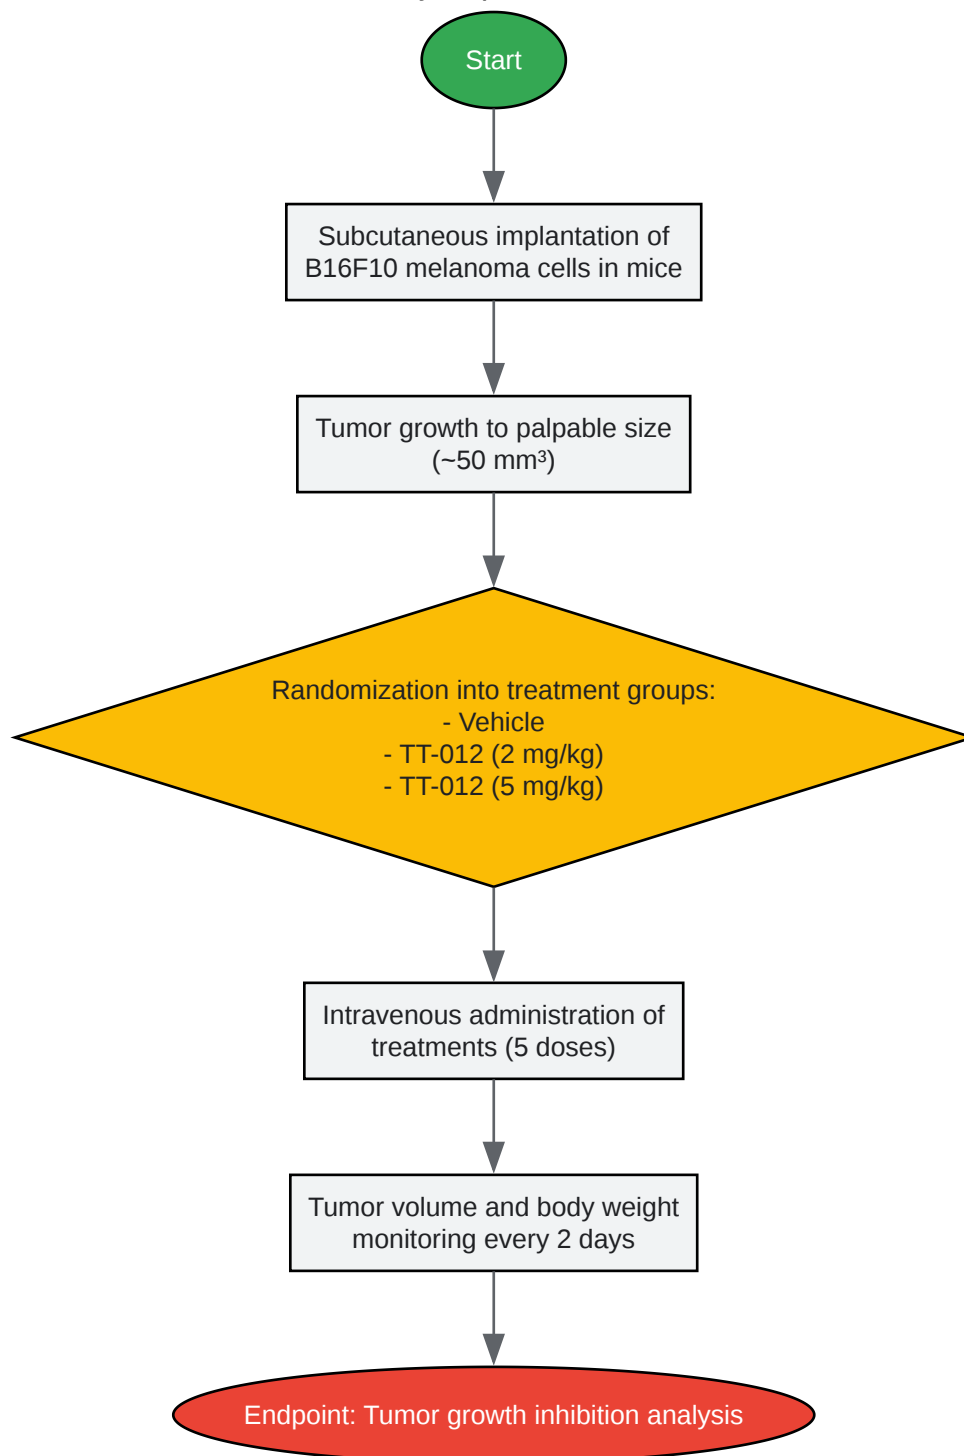 Start
Subcutaneous implantation of
B16F10 melanoma cells in mice
Tumor growth to palpable size
(~50 mm³)
Randomization into treatment groups:
- Vehicle
- TT-012 (2 mg/kg)
- TT-012 (5 mg/kg)
Intravenous administration of
treatments (5 doses)
Tumor volume and body weight
monitoring every 2 days
Endpoint: Tumor growth inhibition analysis